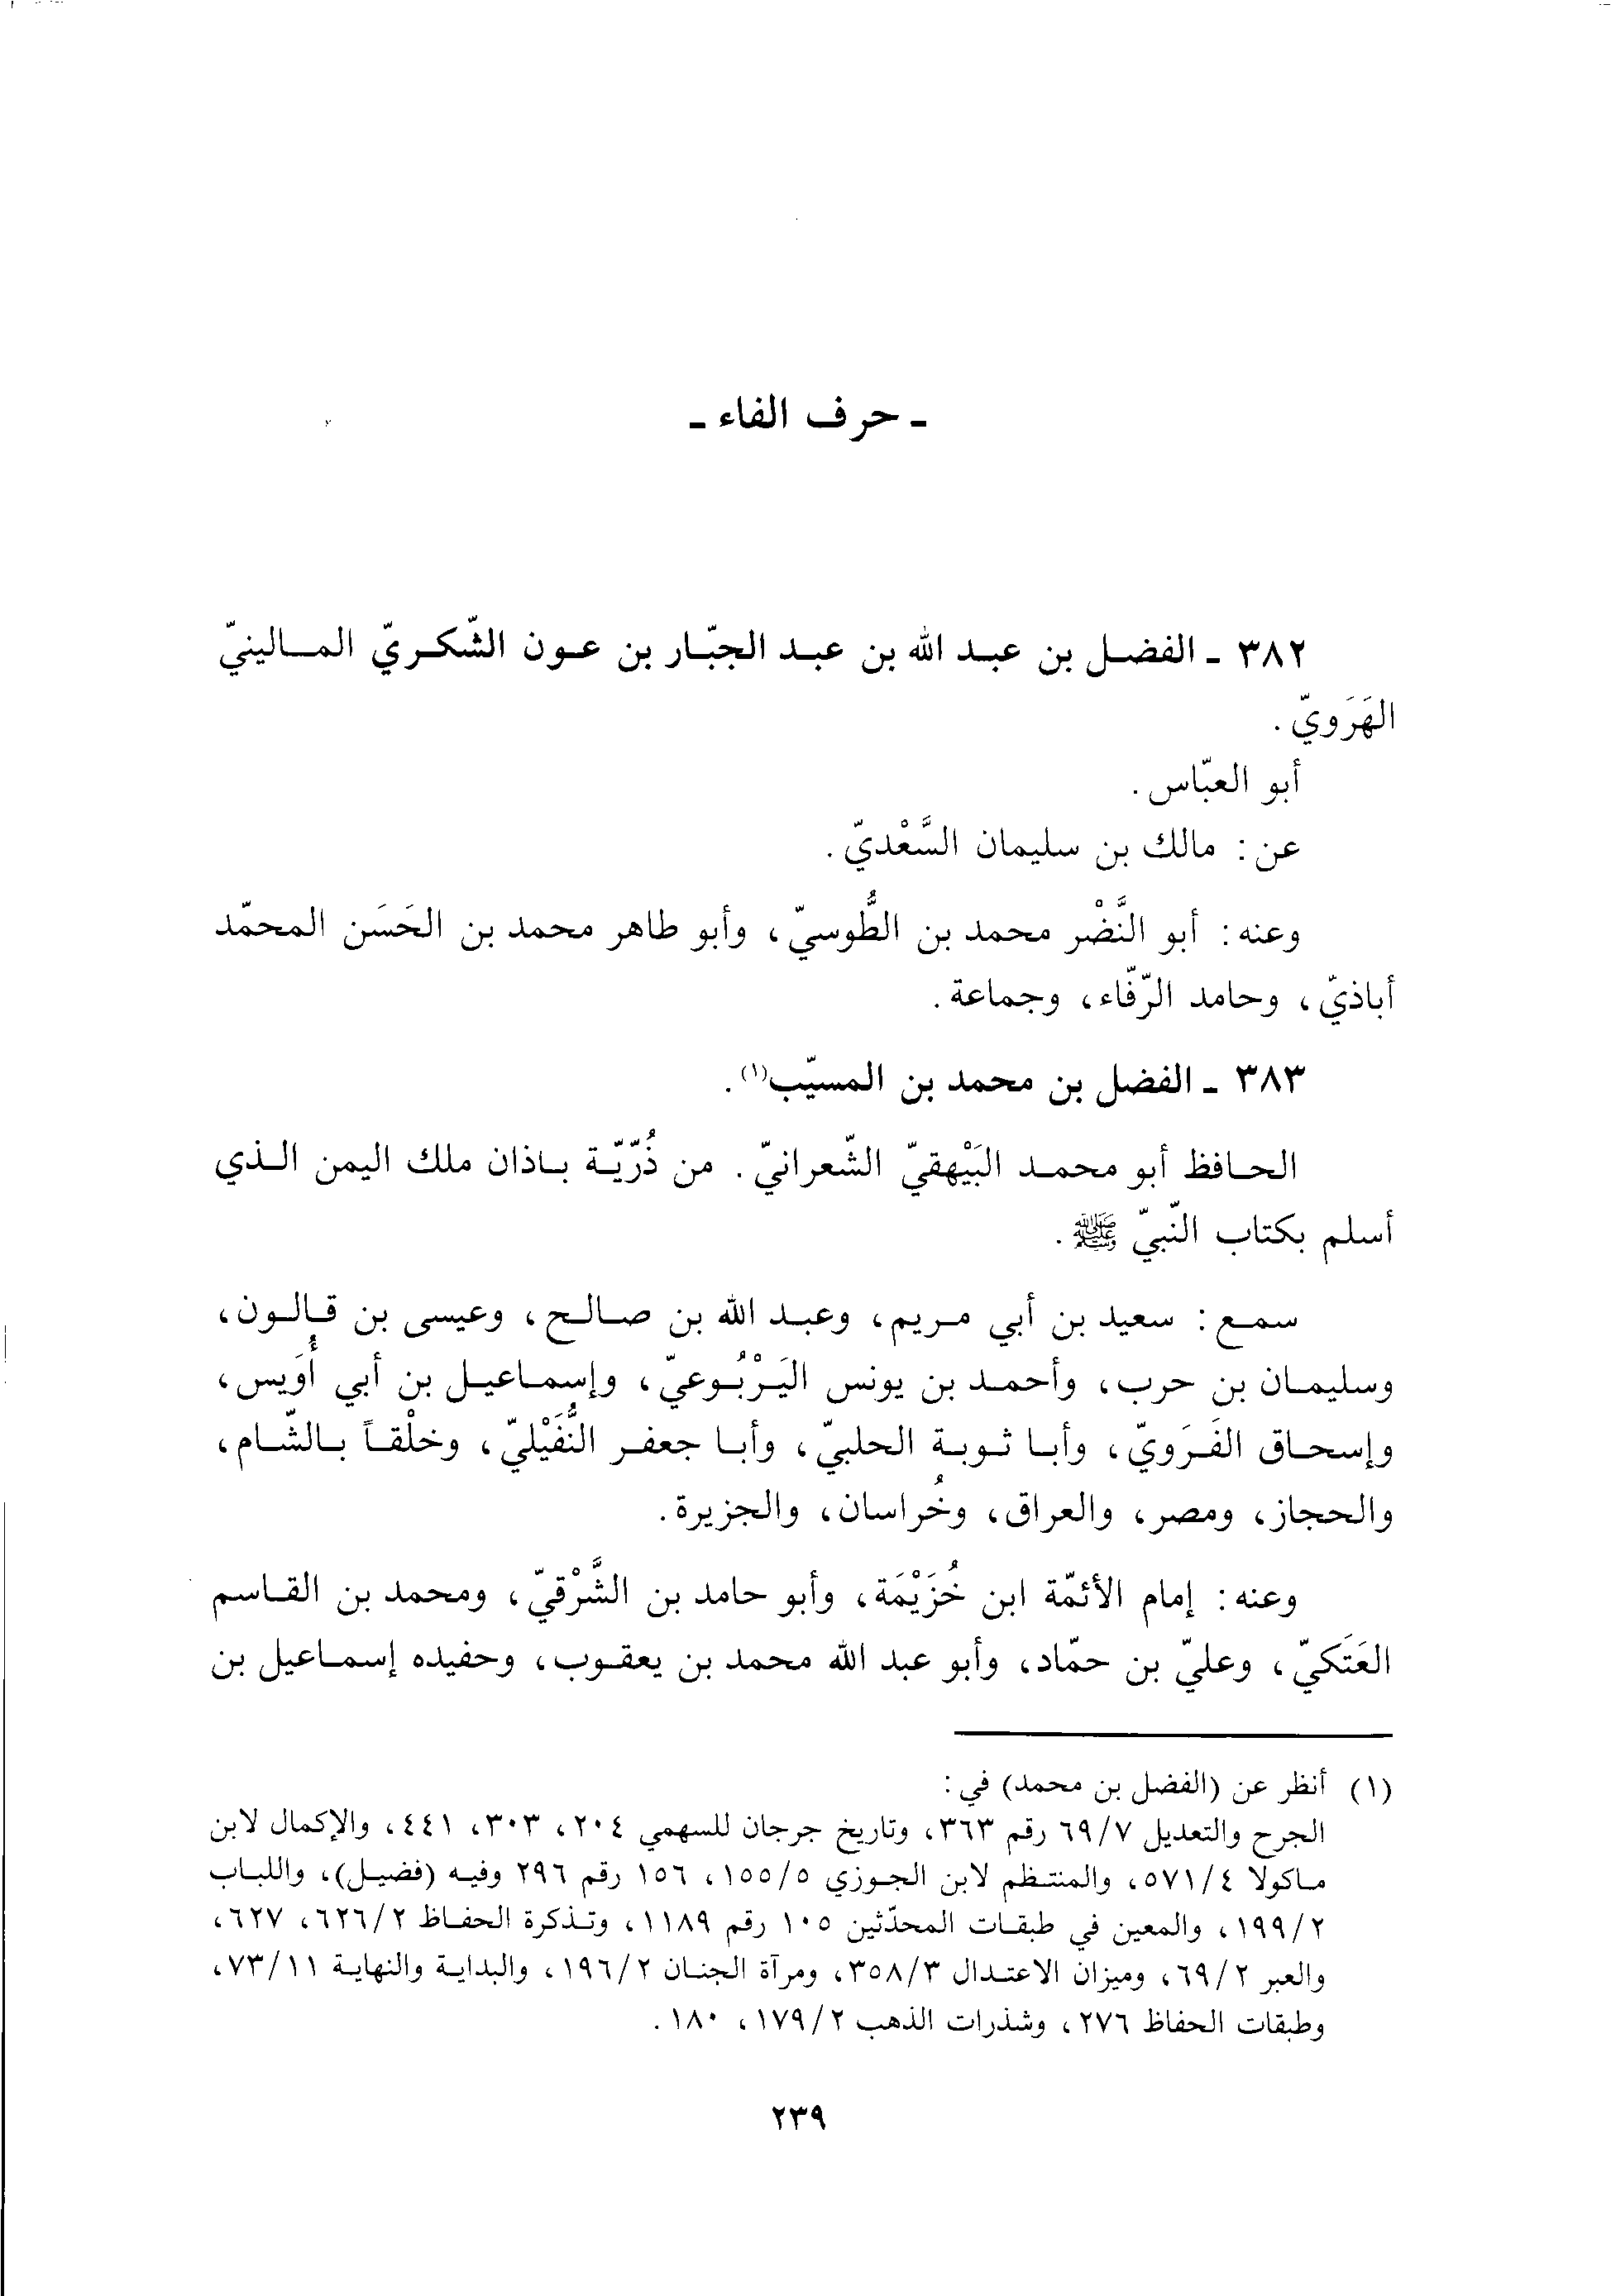 ـ حرف الفاء ـ
٣٨٢ ـ الفضل بن عبد الله بن عبد الجبّار بن عون الشّكريّ المالينيّ
الهَرَويّ.
أبو العبّاس.
عن: مالك بن سليمان السَّعْديّ.
وعنه: أبو النَّضْر محمد بن الطُّوسيّ، وأبو طاهر محمد بن الحَسَن المحمّد
أباذيّ، وحامد الرّفّاء، وجماعة.
٣٨٣ ـ الفضل بن محمد بن المسيّب(١).
الحافظ أبو محمد البَيْهقيّ الشّعرانيّ. من ذُرّيّة باذان ملك اليمن الذي
أسلم بكتاب النّبيّ ﷺ.
سمع: سعيد بن أبي مريم، وعبد الله بن صالح، وعيسى بن قالون،
وسليمان بن حرب، وأحمد بن يونس اليَرْبُوعيّ، وإسماعيل بن أبي أُوَيس،
وإسحاق الفَرَويّ، وأبا ثوبة الحلبيّ، وأبا جعفر النُّفَيْليّ، وخلْقاً بالشّام،
والحجاز، ومصر، والعراق، وخُراسان، والجزيرة.
وعنه: إمام الأئمّة ابن خُزَيْمَة، وأبو حامد بن الشَّرْقيّ، ومحمد بن القاسم
العَتَكيّ، وعليّ بن حمّاد، وأبو عبد الله محمد بن يعقوب، وحفيده إسماعيل بن
(١) أنظر عن (الفضل بن محمد) في:
الجرح والتعديل ٦٩/٧ رقم ٣٦٣، وتاريخ جرجان للسهمي ٢٠٤، ٣٠٣، ٤٤١، والإكمال لابن
ماكولا ٥٧١/٤، والمنتظم لابن الجوزي ١٥٥/٥، ١٥٦ رقم ٢٩٦ وفيه (فضيل)، واللباب
١٩٩/٢، والمعين في طبقات المحدّثين ١٠٥ رقم ١١٨٩، وتذكرة الحفاظ ٦٢٦/٢، ٦٢٧،
والعبر ٦٩/٢، وميزان الاعتدال ٣٥٨/٣، ومرآة الجنان ١٩٦/٢، والبداية والنهاية ٧٣/١١،
وطبقات الحفاظ ٢٧٦، وشذرات الذهب ١٧٩/٢، ١٨٠.
٢٣٩